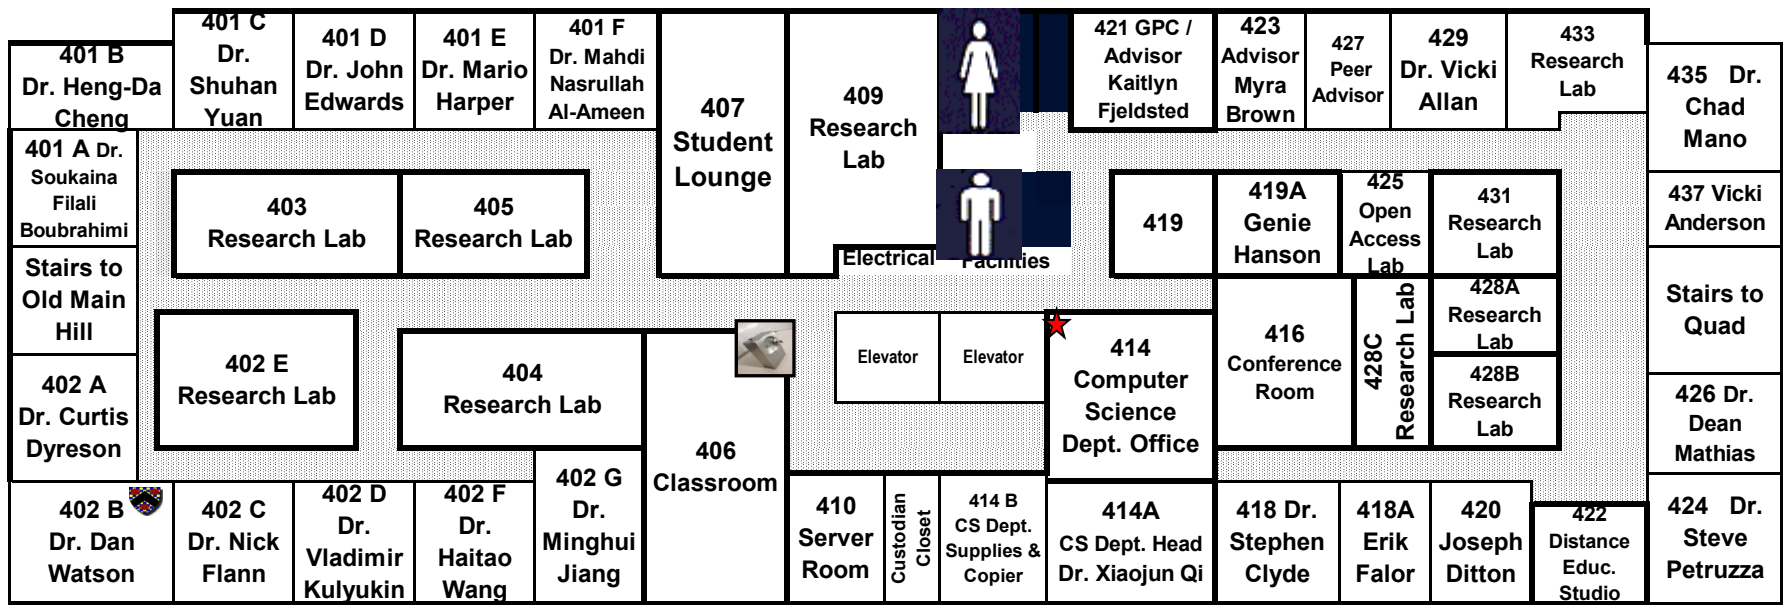 401 B
Dr. Heng-Da
Cheng
401 C
Dr.
Shuhan
Yuan
401 D
Dr. John
Edwards
401 E
Dr. Mario
Harper
401 F
Dr. Mahdi
Nasrullah
Al-Ameen
407
Student
Lounge
409
Research
Lab
421 GPC /
Advisor
Kaitlyn
Fjeldsted
423
Advisor
Myra
Brown
427
Peer
Advisor
429
Dr. Vicki
Allan
433
Research
Lab
435 Dr.
Chad
Mano
401 A Dr.
Soukaina
Filali
Boubrahimi
403
Research Lab
405
Research Lab
Electrical
Facilities
419
419A
Genie
Hanson
425
Open
Access
Lab
431
Research
Lab
437 Vicki
Anderson
Stairs to
Old Main
Hill
402 E
Research Lab
404
Research Lab
Elevator
Elevator
414
Computer
Science
Dept. Office
416
Conference
Room
428C
Research Lab
428A
Research
Lab
428B
Research
Lab
Stairs to
Quad
402 A
Dr. Curtis
Dyreson
426 Dr.
Dean
Mathias
402 B
Dr. Dan
Watson
402 C
Dr. Nick
Flann
402 D
Dr.
Vladimir
Kulyukin
402 F
Dr.
Haitao
Wang
402 G
Dr.
Minghui
Jiang
406
Classroom
410
Server
Room
Custodian
Closet
414 B
CS Dept.
Supplies &
Copier
414A
CS Dept. Head
Dr. Xiaojun Qi
418 Dr.
Stephen
Clyde
418A
Erik
Falor
420
Joseph
Ditton
422
Distance
Educ.
Studio
424 Dr.
Steve
Petruzza